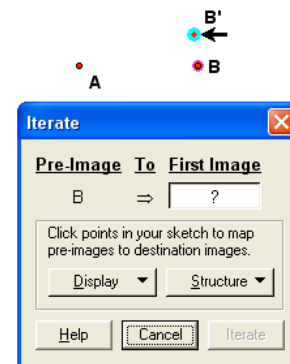 B'
B
A
Iterate
Pre-Image To First Image
B ⇒ ?
Click points in your sketch to map
pre-images to destination images.
Display Structure
Help Cancel Iterate